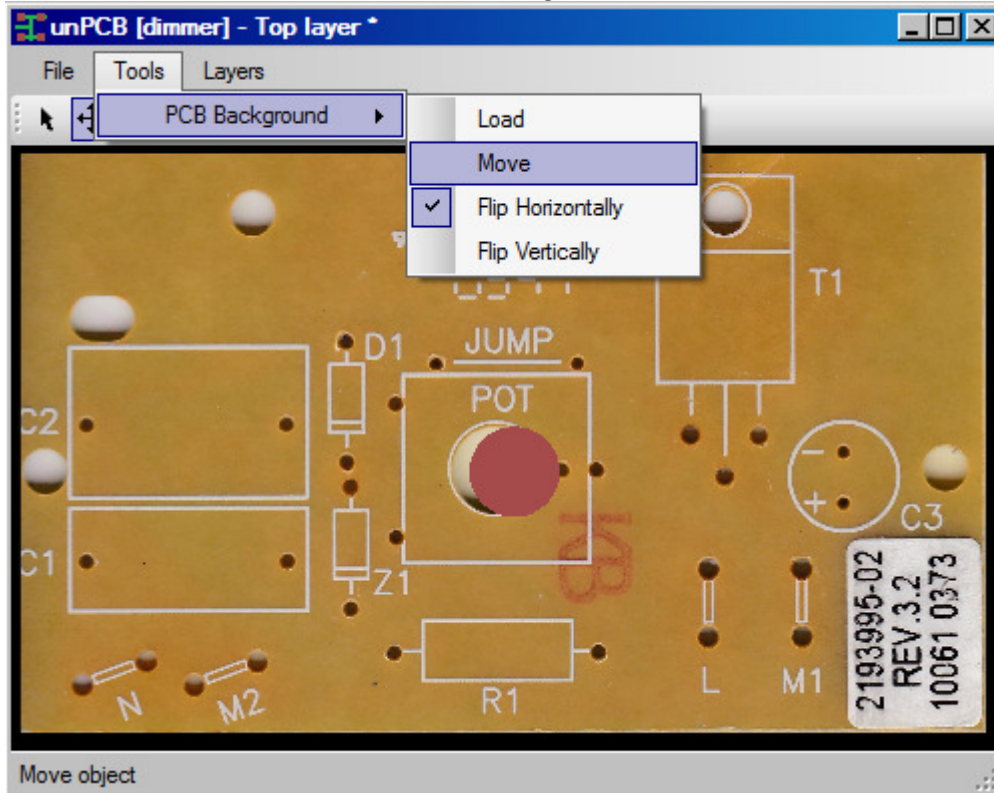 unPCB [dimmer] - Top layer *
File Tools Layers
PCB Background
Load
Move
Flip Horizontally
Flip Vertically
T1
D1
JUMP
POT
C2
C3
C1
Z1
KB
N
M2
R1
L
M1
2193995-02
REV.3.2
10061 0373
- 
+
Move object